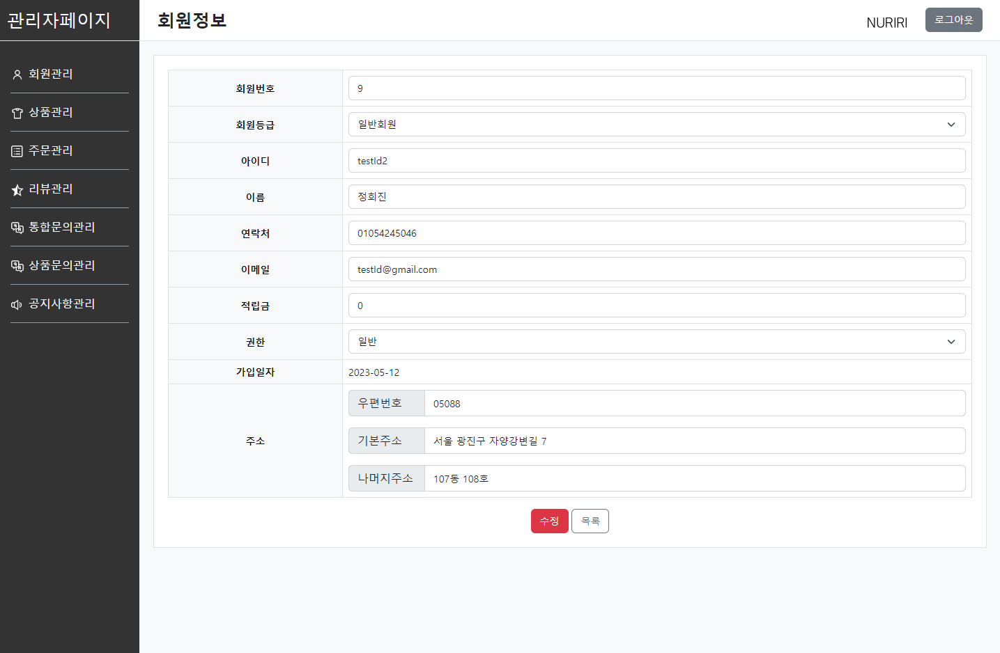 관리자페이지
회원정보
NURIRI
로그아웃
회원관리
상품관리
주문관리
리뷰관리
통합문의관리
상품문의관리
공지사항관리
회원번호 9
회원등급 일반회원
아이디 testId2
이름 정희진
연락처 01054245046
이메일 testId@gmail.com
적립금 0
권한 일반
가입일자 2023-05-12
주소
우편번호 05088
기본주소 서울 광진구 자양강변길 7
나머지주소 107동 108호
수정 목록